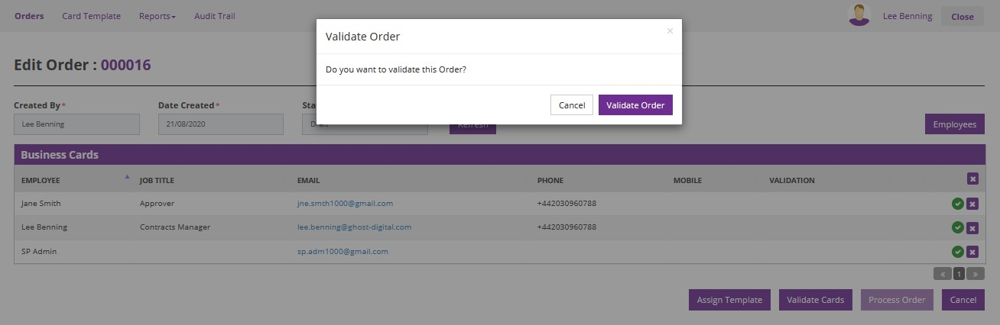 Orders Card Template Reports Audit Trail Lee Benning Close
Validate Order ×
Do you want to validate this Order?
Cancel Validate Order
Edit Order : 000016
Created By* Date Created* Sta
Lee Benning 21/08/2020 Draft Refresh Employees
Business Cards
EMPLOYEE JOB TITLE EMAIL PHONE MOBILE VALIDATION
Jane Smith Approver jne.smth1000@gmail.com +442030960788
Lee Benning Contracts Manager lee.benning@ghost-digital.com +442030960788
SP Admin sp.adm1000@gmail.com
« 1 »
Assign Template Validate Cards Process Order Cancel